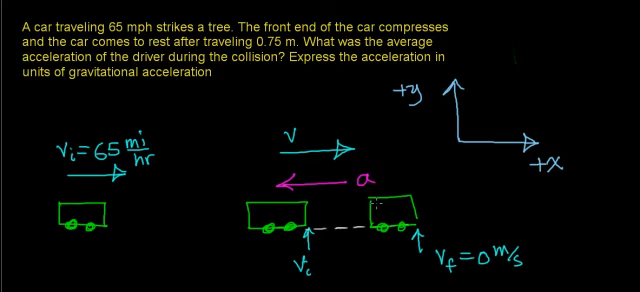 A car traveling 65 mph strikes a tree. The front end of the car compresses
and the car comes to rest after traveling 0.75 m. What was the average
acceleration of the driver during the collision? Express the acceleration in
units of gravitational acceleration
+y
+x
Vi = 65 mi/hr
V
a
Vi
Vf = 0 m/s